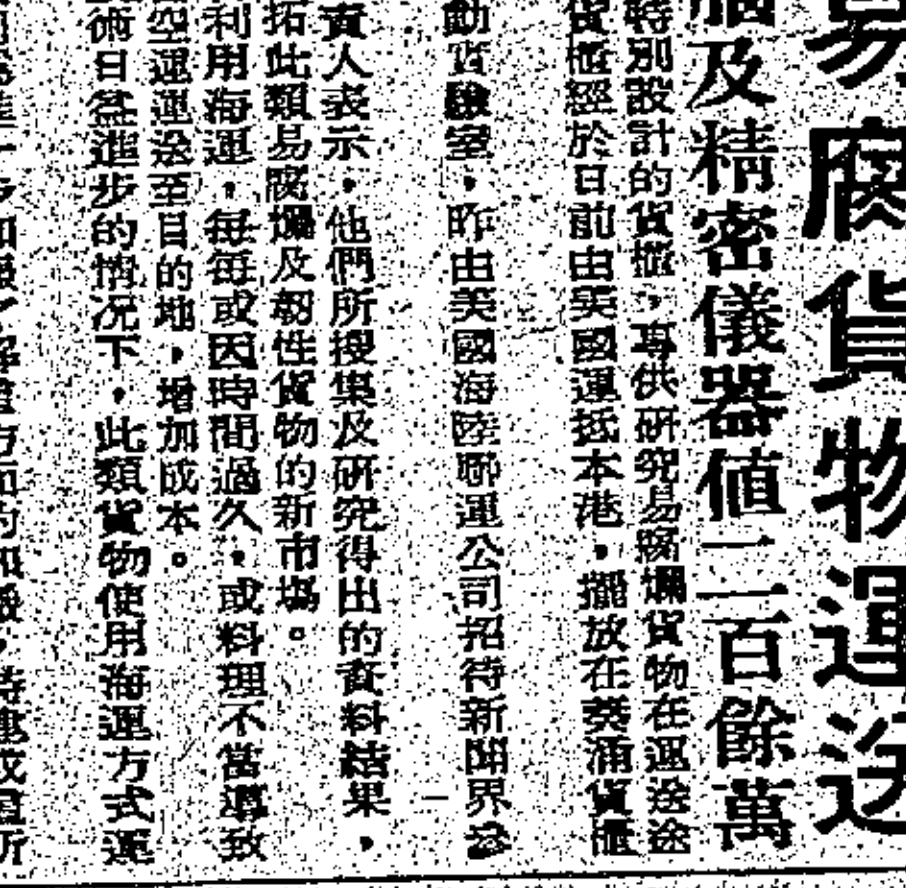 易腐貨物運送
腦及精密儀器值二百餘萬
特別設計的貨櫃，專供研究易腐爛貨物在運送途
貨櫃經於日前由美國運抵本港，擺放在葵涌貨櫃
動實驗室，昨由美國海陸聯運公司招待新聞界參
責人表示，他們所搜集及研究得出的資料結果，
拓此類易腐爛及韌性貨物的新市場。
利用海運，每每或因時間過久，或料理不當導致
空運運送至目的地，增加成本。
術日益進步的情況下，此類貨物使用海運方式運